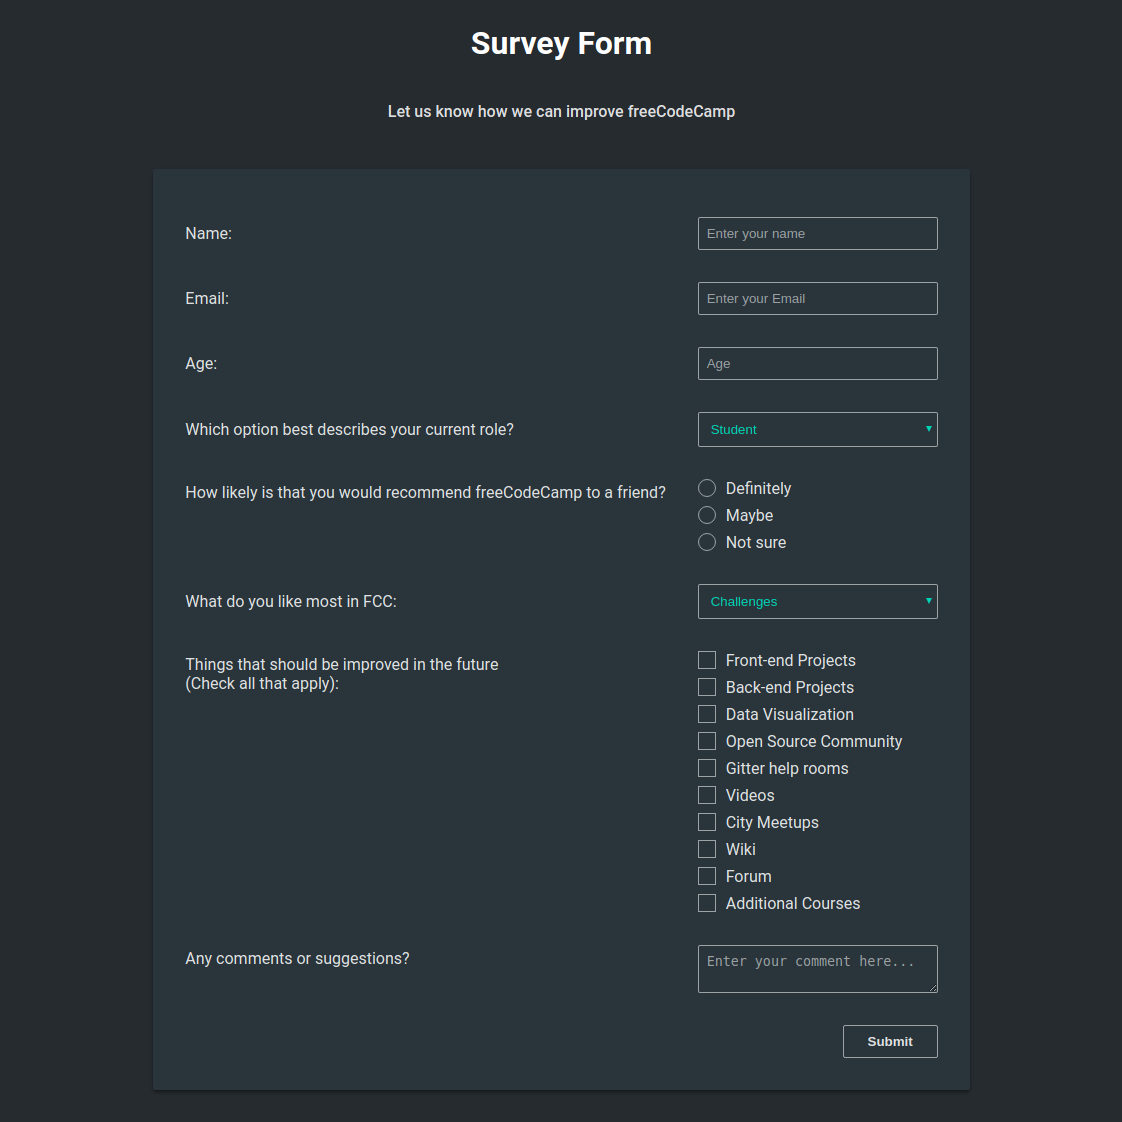 Survey Form
Let us know how we can improve freeCodeCamp
Name:
Enter your name
Email:
Enter your Email
Age:
Age
Which option best describes your current role?
Student
How likely is that you would recommend freeCodeCamp to a friend?
Definitely
Maybe
Not sure
What do you like most in FCC:
Challenges
Things that should be improved in the future
(Check all that apply):
Front-end Projects
Back-end Projects
Data Visualization
Open Source Community
Gitter help rooms
Videos
City Meetups
Wiki
Forum
Additional Courses
Any comments or suggestions?
Enter your comment here...
Submit